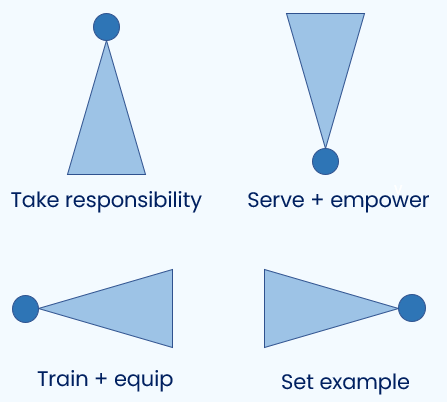 Take responsibility
Serve + empower
Train + equip
Set example